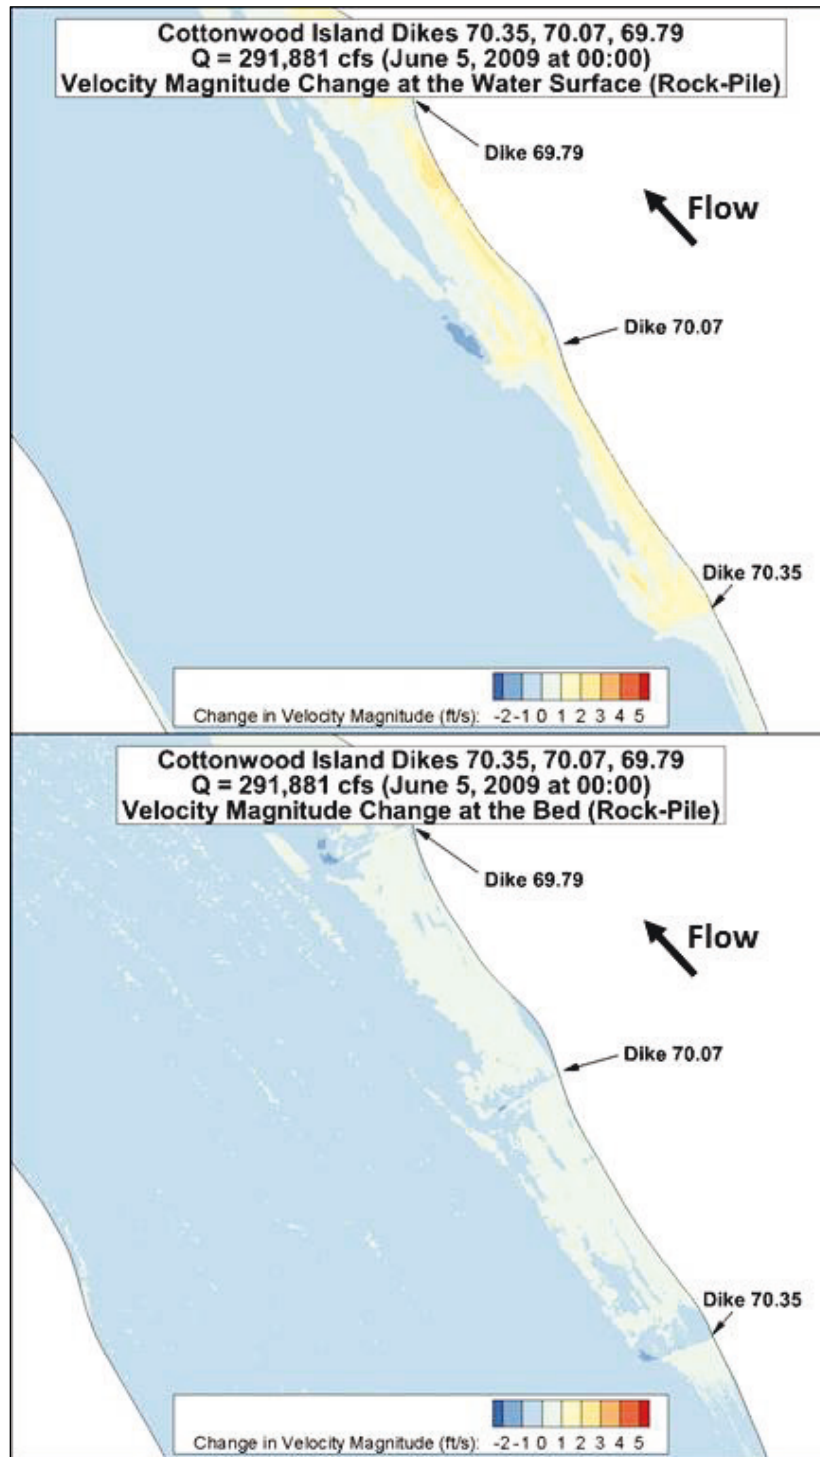 Cottonwood Island Dikes 70.35, 70.07, 69.79
Q = 291,881 cfs (June 5, 2009 at 00:00)
Velocity Magnitude Change at the Water Surface (Rock-Pile)
Dike 69.79
Flow
Dike 70.07
Dike 70.35
Change in Velocity Magnitude (ft/s): -2 -1 0 1 2 3 4 5
Cottonwood Island Dikes 70.35, 70.07, 69.79
Q = 291,881 cfs (June 5, 2009 at 00:00)
Velocity Magnitude Change at the Bed (Rock-Pile)
Dike 69.79
Flow
Dike 70.07
Dike 70.35
Change in Velocity Magnitude (ft/s): -2 -1 0 1 2 3 4 5